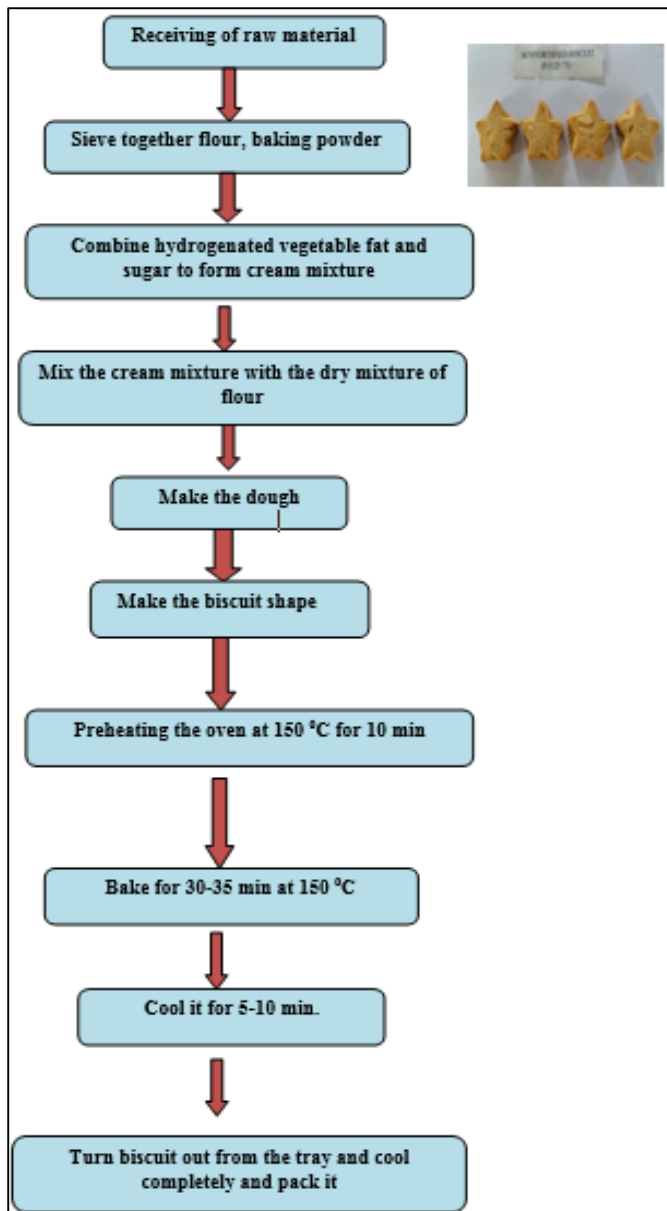 Receiving of raw material
Sieve together flour, baking powder
Combine hydrogenated vegetable fat and
sugar to form cream mixture
Mix the cream mixture with the dry mixture of
flour
Make the dough
Make the biscuit shape
Preheating the oven at 150 ⁰C for 10 min
Bake for 30-35 min at 150 ⁰C
Cool it for 5-10 min.
Turn biscuit out from the tray and cool
completely and pack it